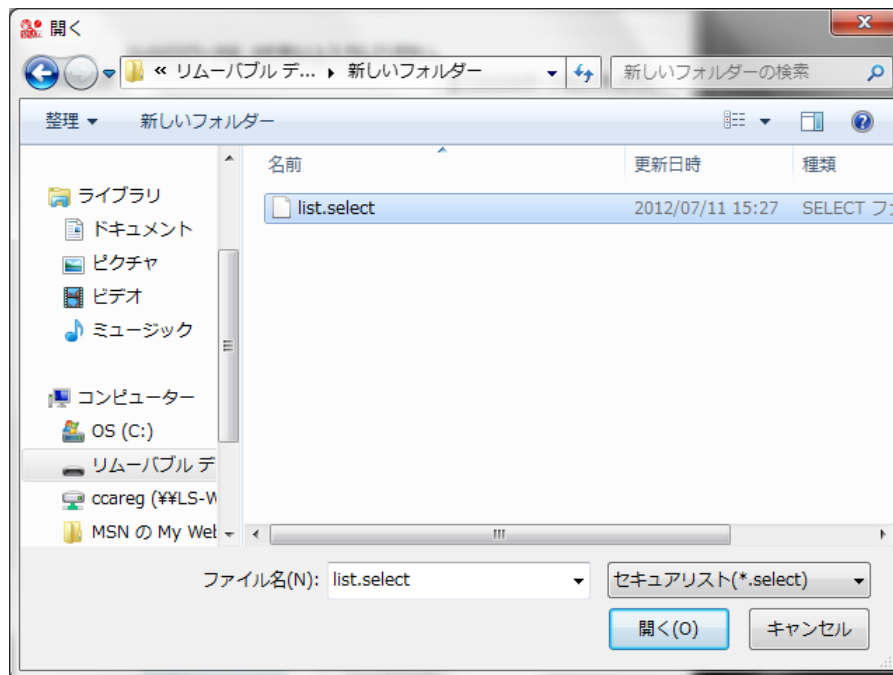 開く
« リムーバブル デ... ▸ 新しいフォルダー
新しいフォルダーの検索
整理 ▼ 新しいフォルダー
名前 更新日時 種類
list.select 2012/07/11 15:27 SELECT フ
ライブラリ
ドキュメント
ピクチャ
ビデオ
ミュージック
コンピューター
OS (C:)
リムーバブル デ
ccareg (¥¥LS-W
MSN の My Wet
ファイル名(N): list.select セキュアリスト(*.select)
開く(O) キャンセル